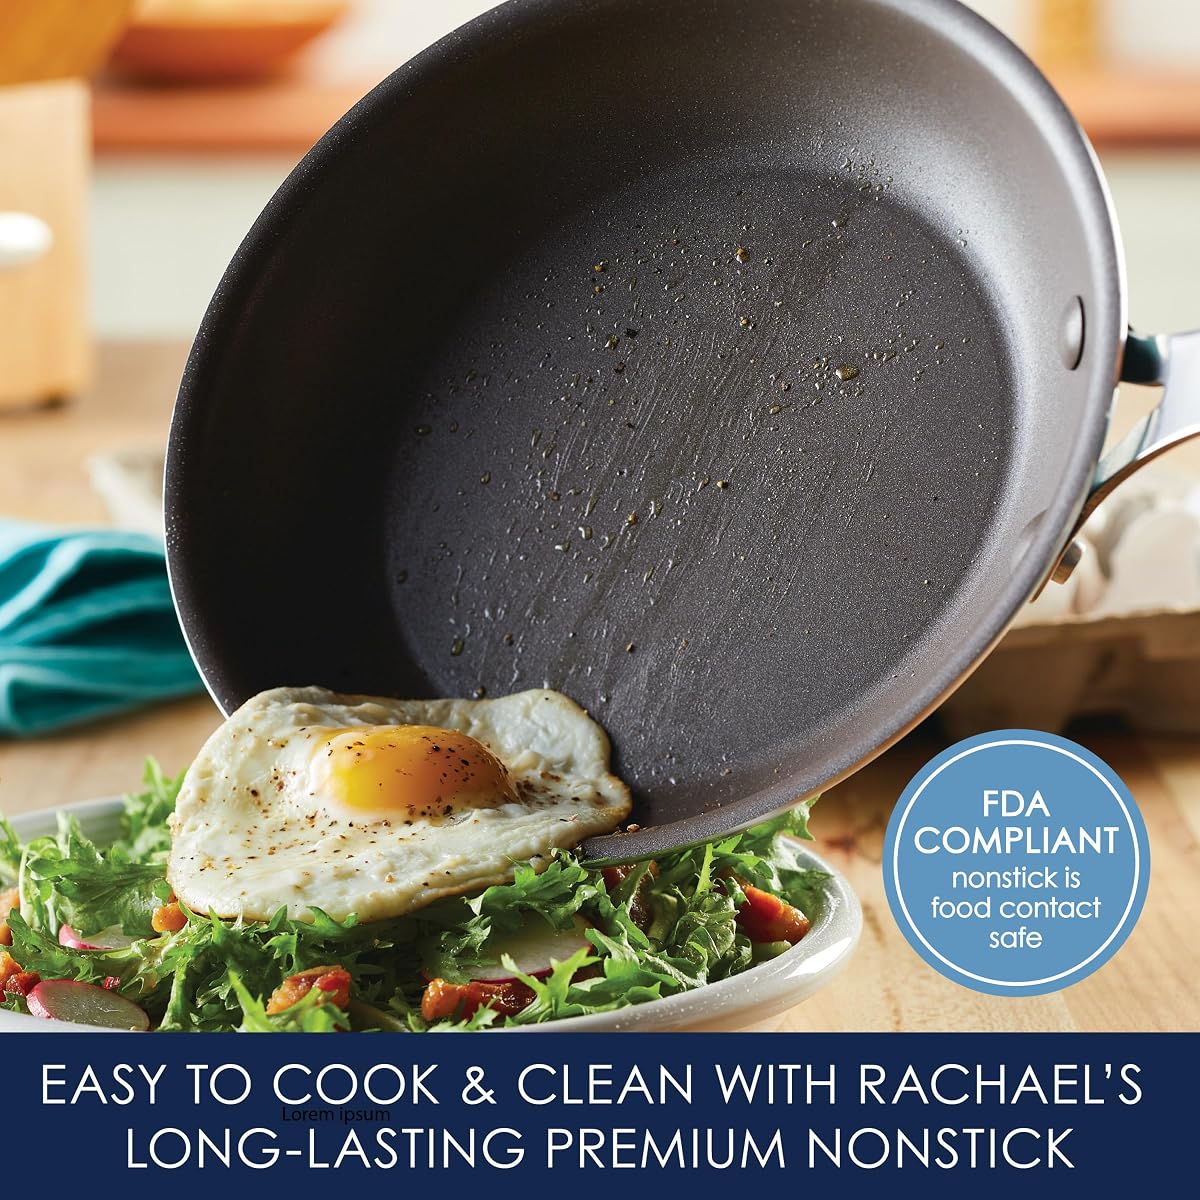 FDA
COMPLIANT
nonstick is
food contact
safe
EASY TO COOK & CLEAN WITH RACHAEL'S
Lorem ipsum
LONG-LASTING PREMIUM NONSTICK